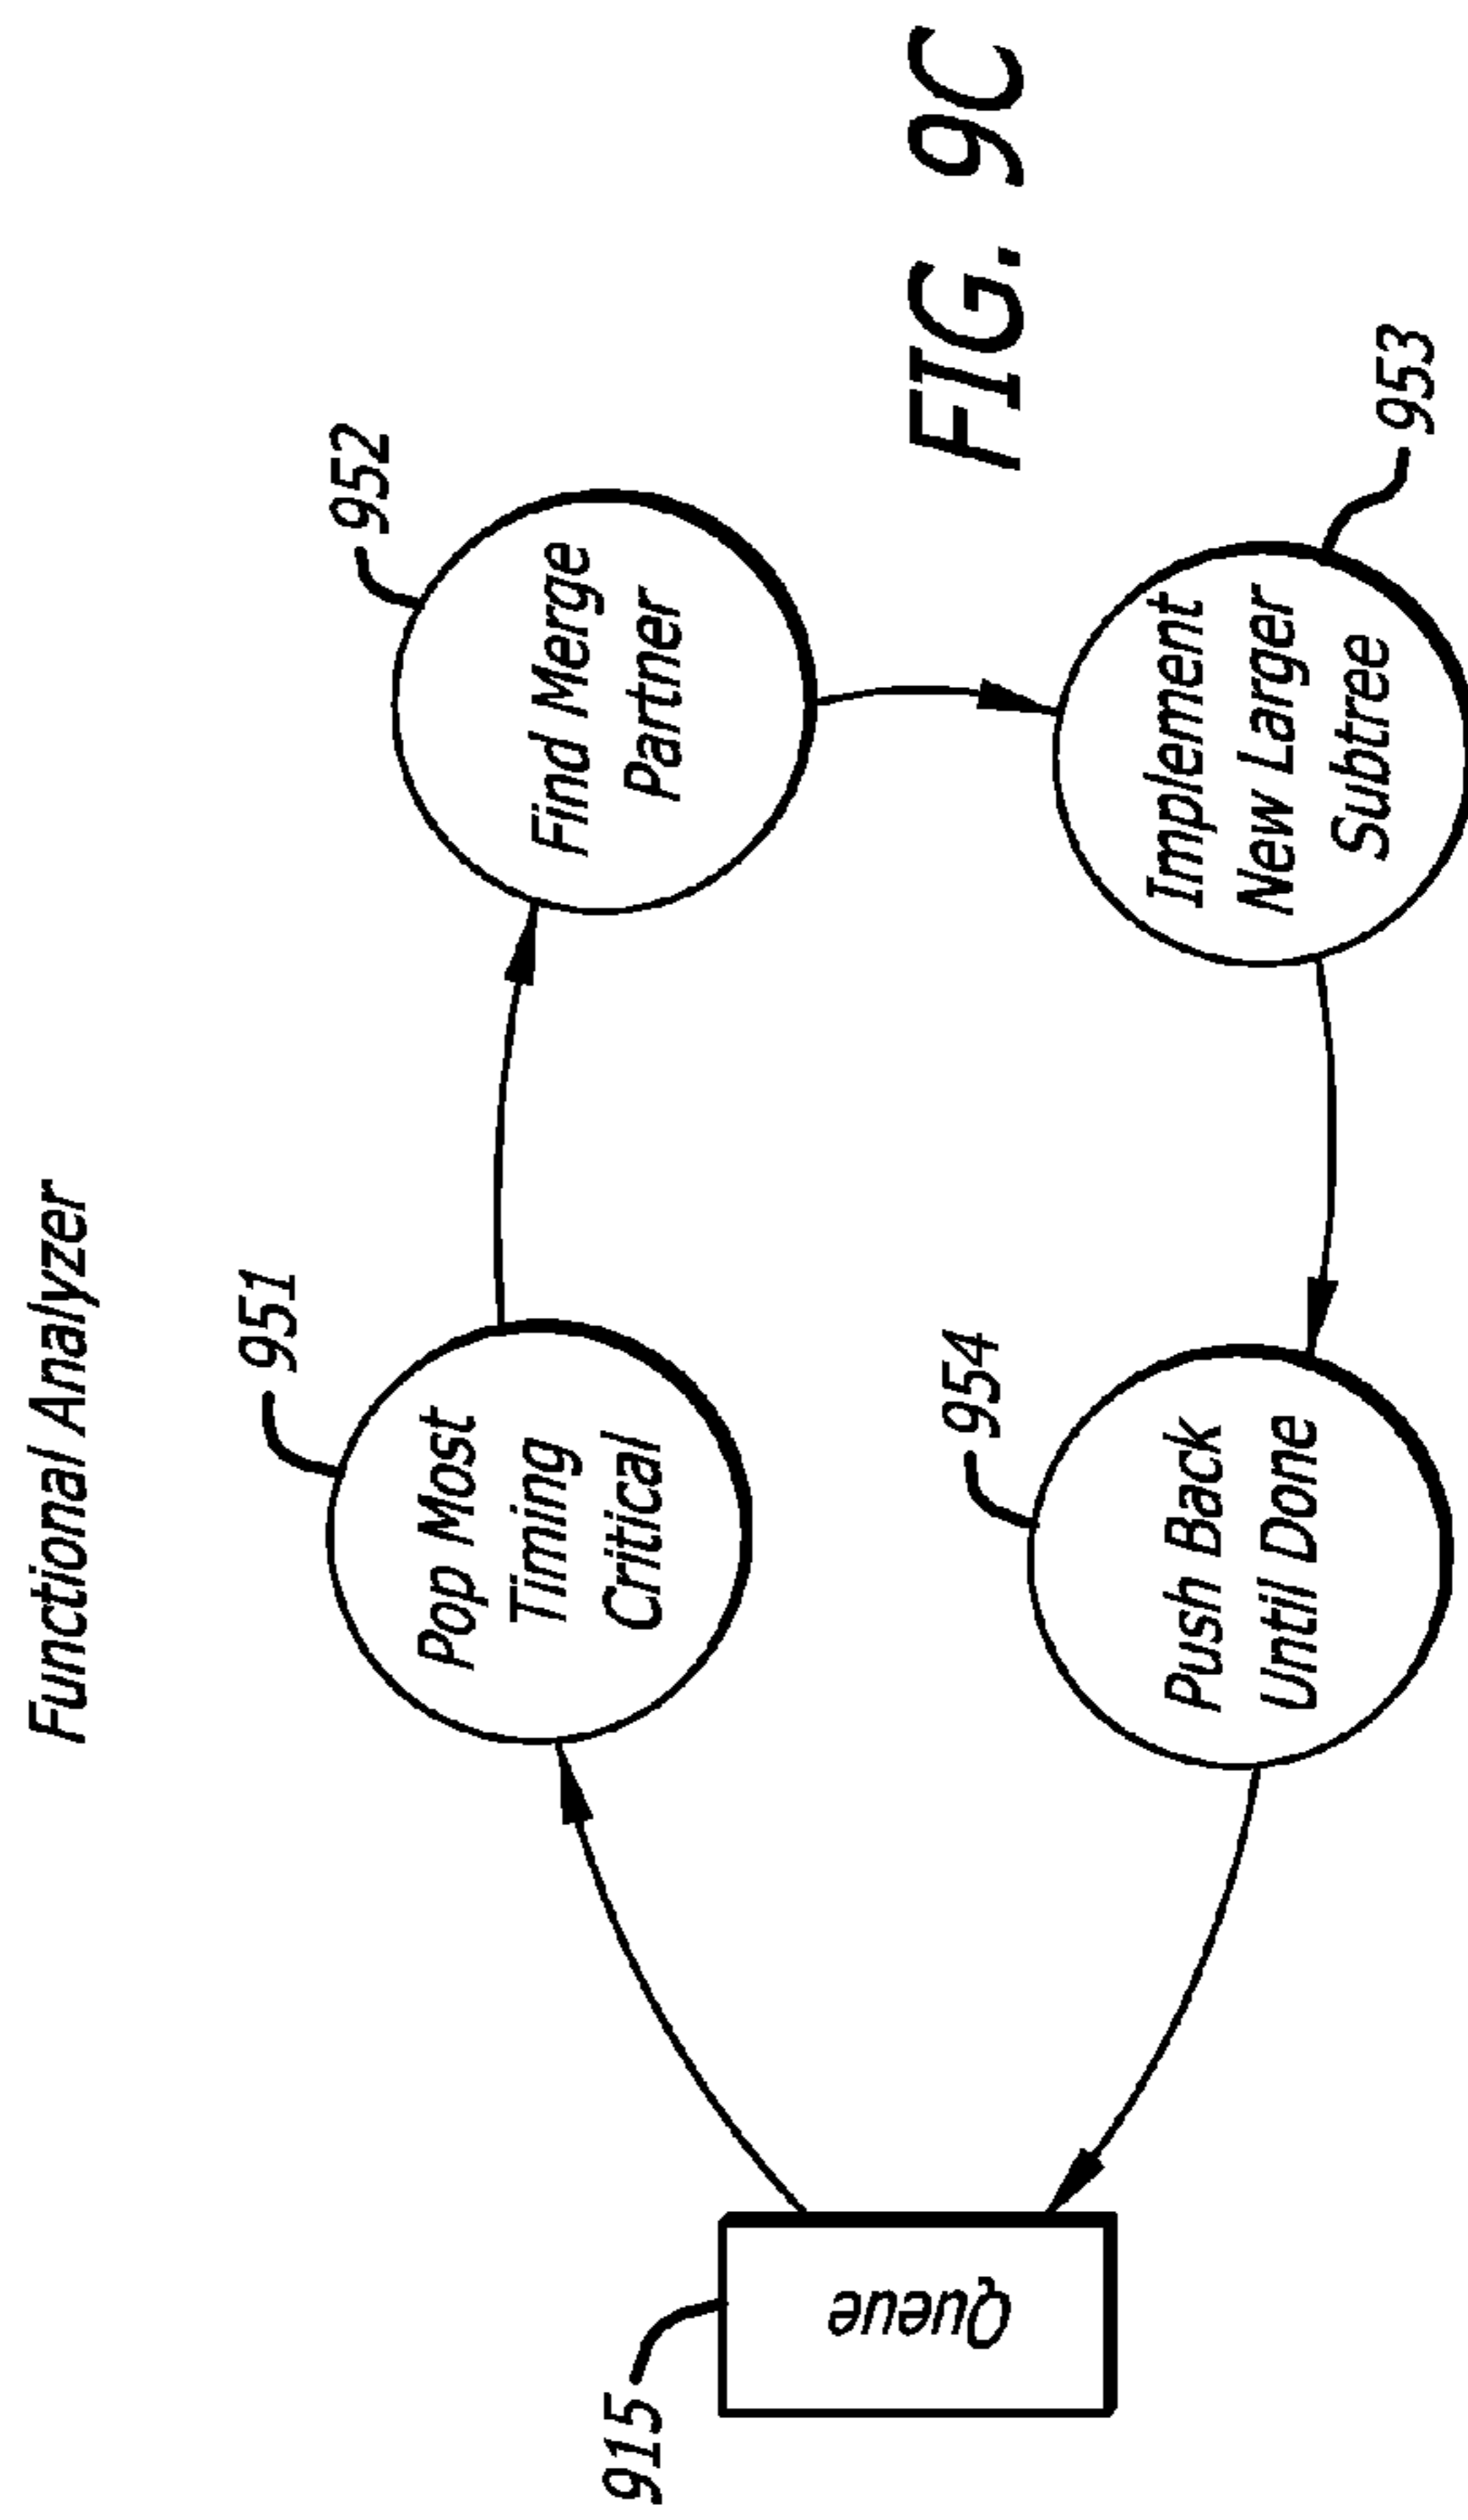 Functional Analyzer
951
Pop Most
Timing
Critical
952
Find Merge
Partner
953
Implement
New Larger
Subtree
954
Push Back
Until Done
915
Queue
FIG. 9C